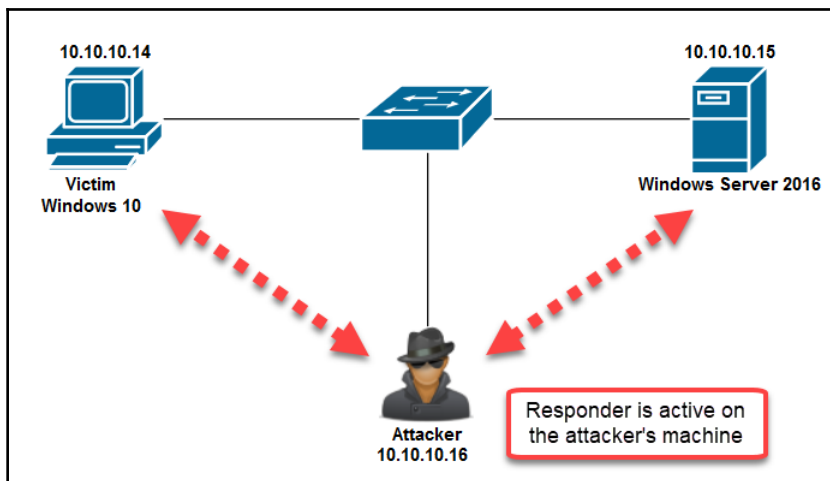 10.10.10.14
10.10.10.15
Victim
Windows 10
Windows Server 2016
Attacker
10.10.10.16
Responder is active on
the attacker's machine